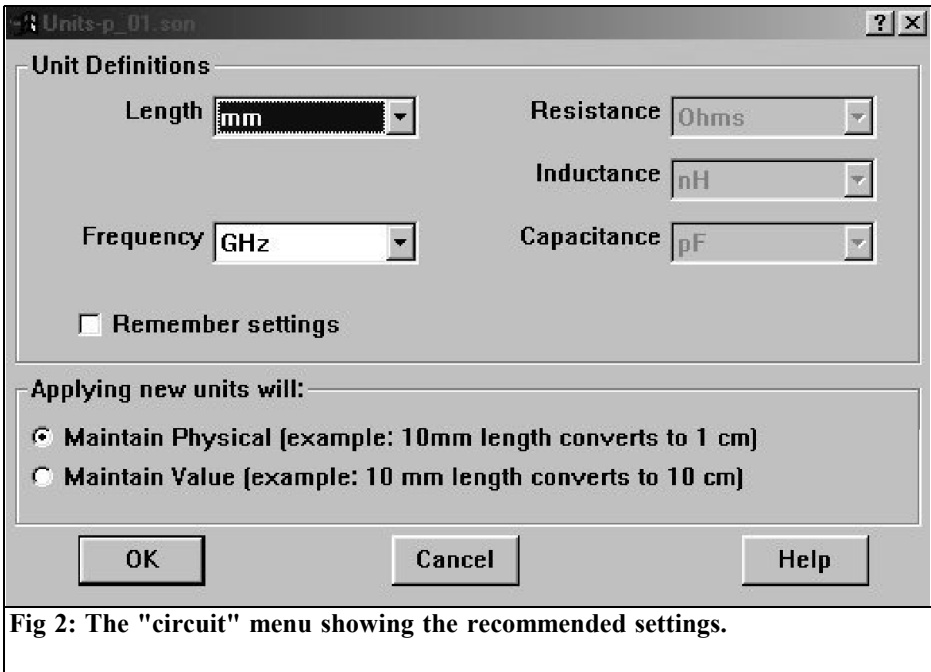 Units-p_01.son
Unit Definitions
Length mm Resistance Ohms
Inductance nH
Frequency GHz Capacitance pF
Remember settings
Applying new units will:
Maintain Physical (example: 10mm length converts to 1 cm)
Maintain Value (example: 10 mm length converts to 10 cm)
OK Cancel Help
Fig 2: The "circuit" menu showing the recommended settings.